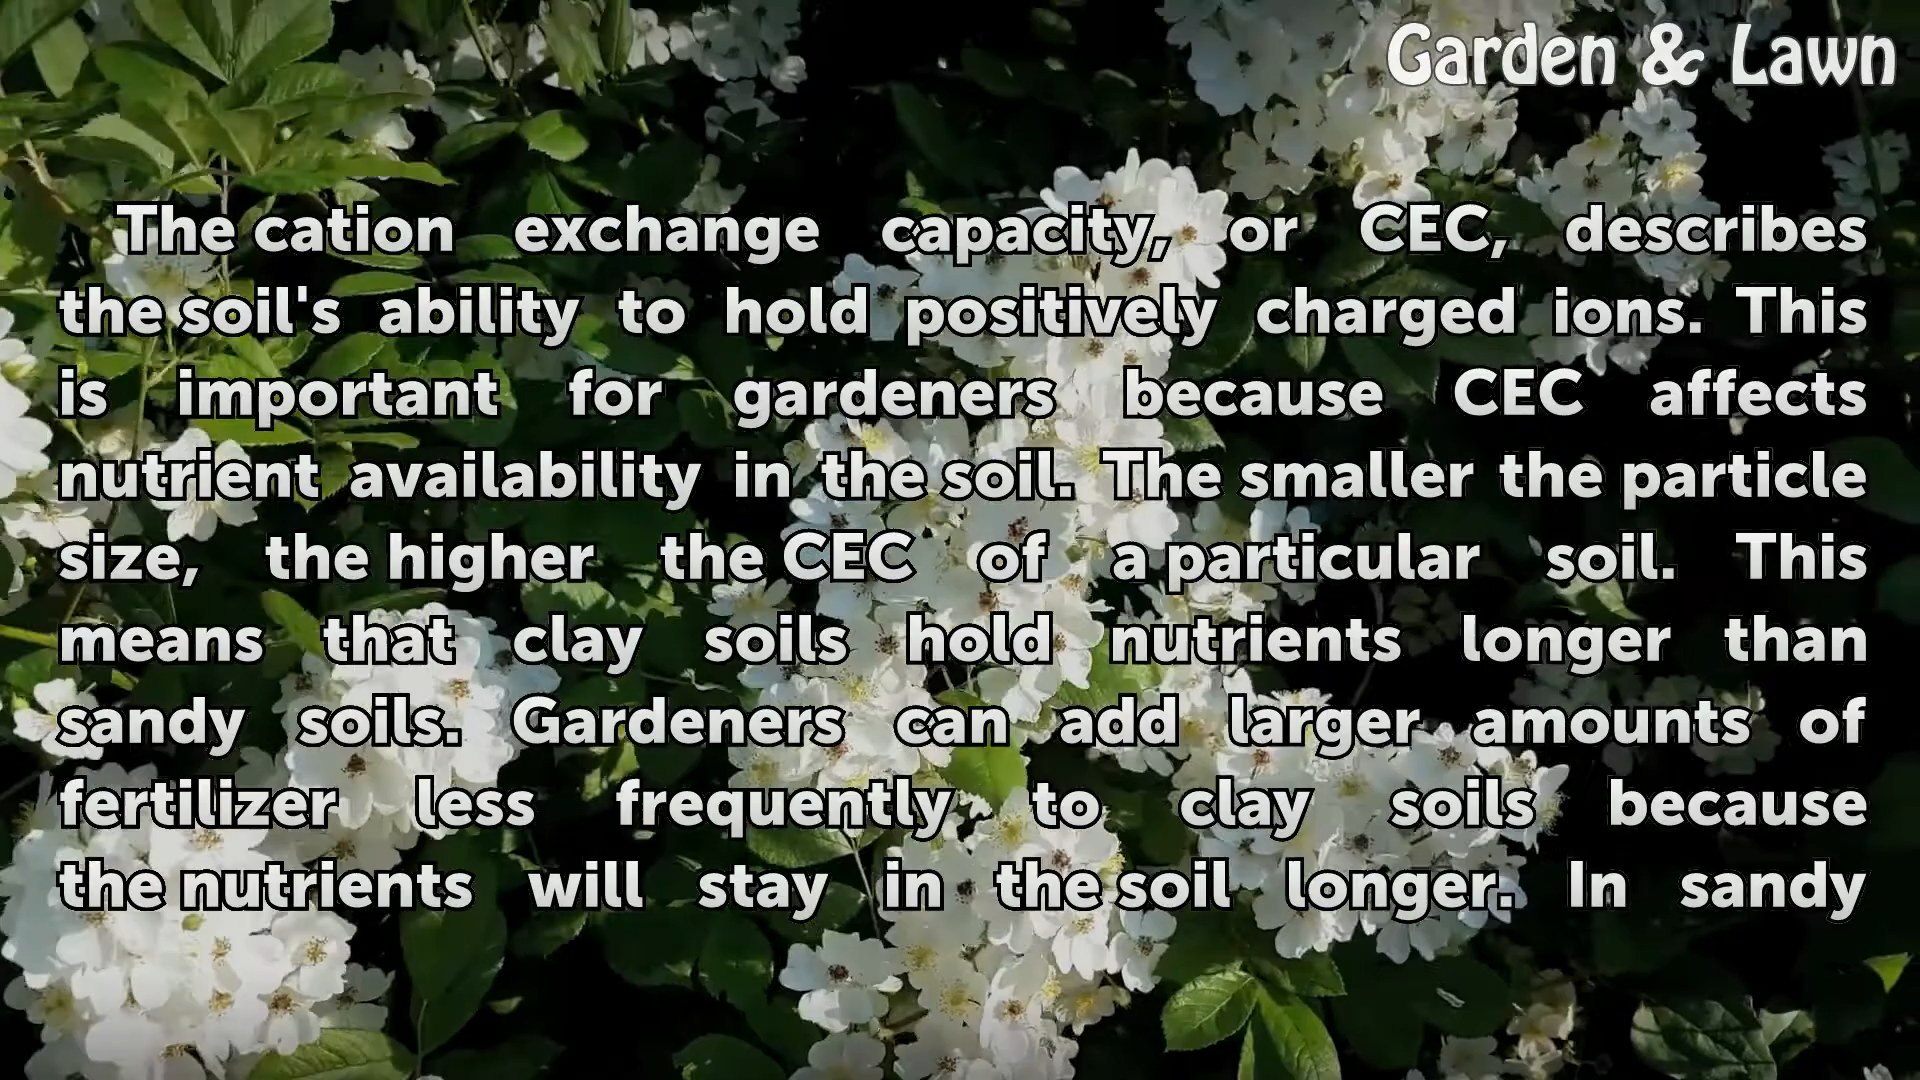 Garden & Lawn
The cation exchange capacity, or CEC, describes
the soil's ability to hold positively charged ions. This
is important for gardeners because CEC affects
nutrient availability in the soil. The smaller the particle
size, the higher the CEC of a particular soil. This
means that clay soils hold nutrients longer than
sandy soils. Gardeners can add larger amounts of
fertilizer less frequently to clay soils because
the nutrients will stay in the soil longer. In sandy